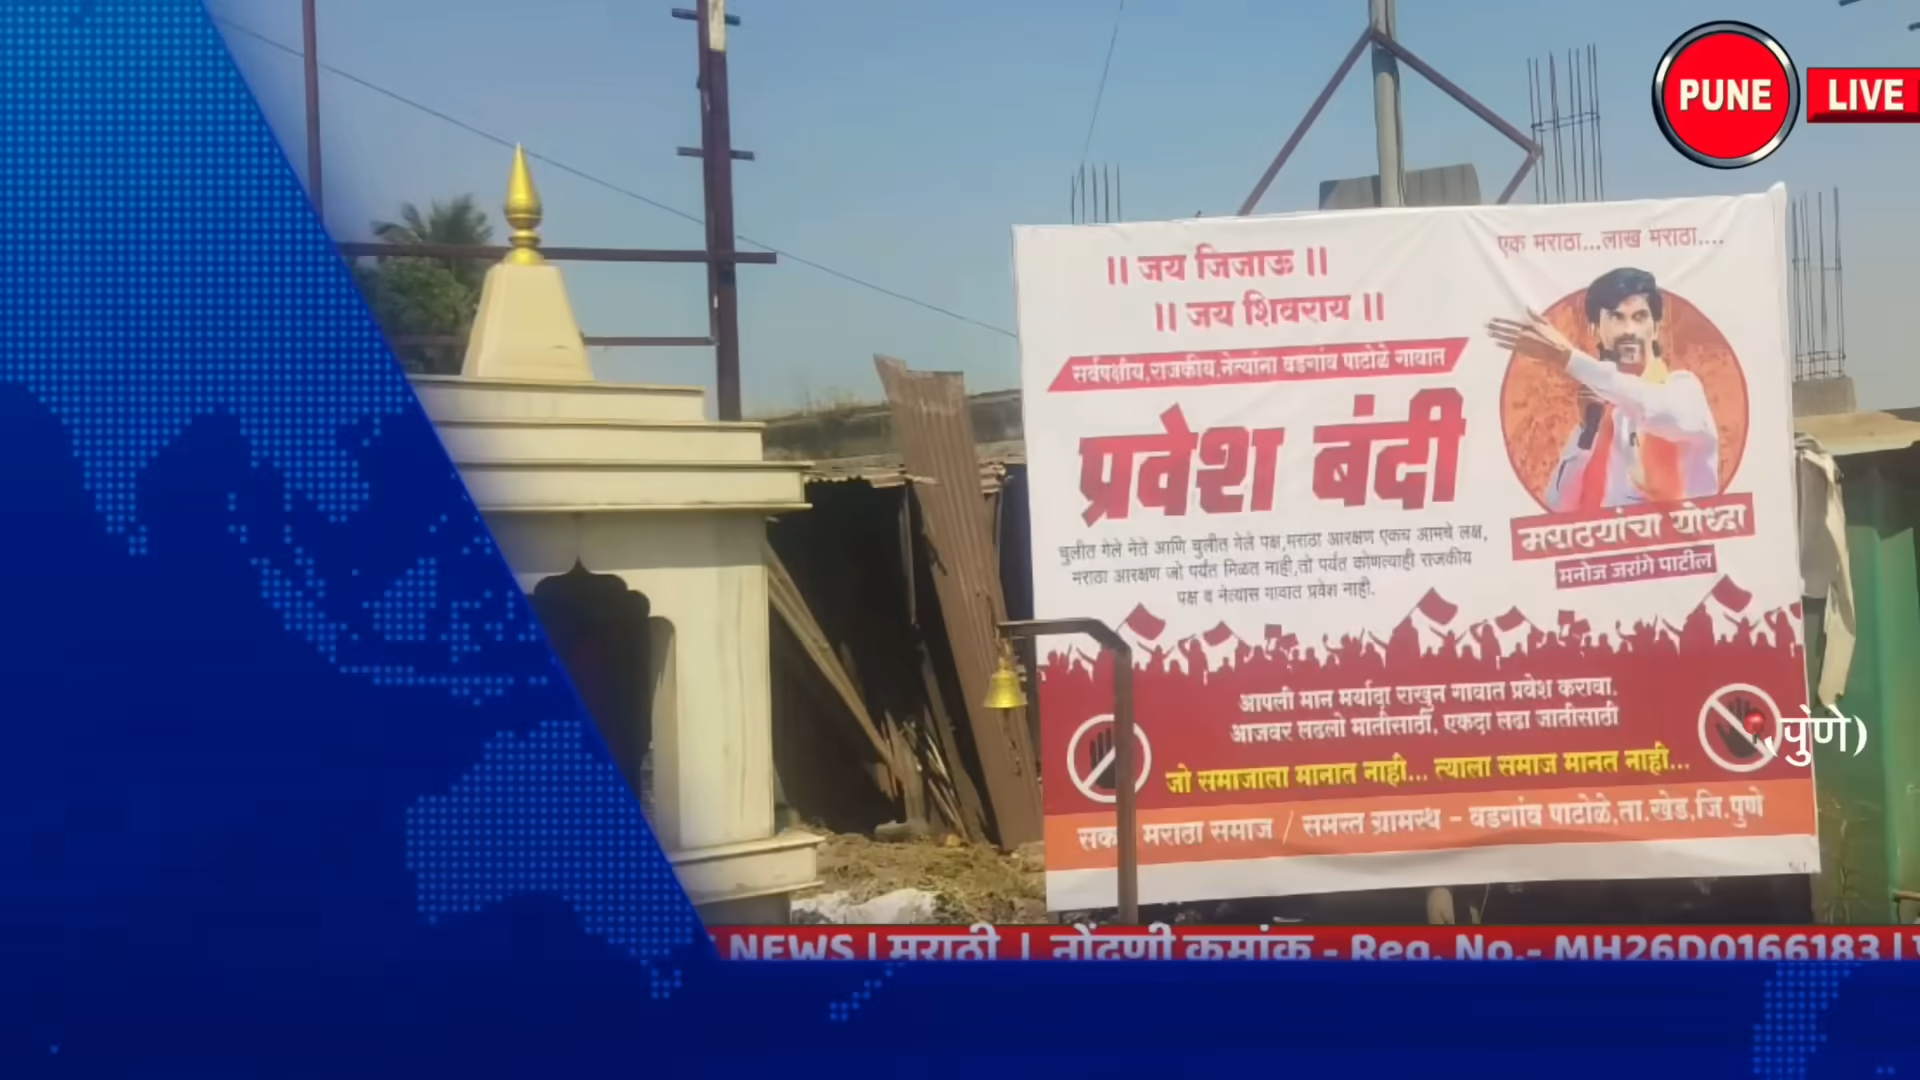 PUNE
LIVE
एक मराठा...लाख मराठा....
|| जय जिजाऊ ||
|| जय शिवराय ||
सर्वपक्षीय,राजकीय,नेत्यांना वडगांव पाटोळे गावात
प्रवेश बंदी
मराठयांचा योध्दा
मनोज जरांगे पाटील
चुलीत गेले नेते आणि चुलीत गेले पक्ष,मराठा आरक्षण एकच आमचे लक्ष,
मराठा आरक्षण जो पर्यंत मिळत नाही,तो पर्यंत कोणत्याही राजकीय
पक्ष व नेत्यास गावात प्रवेश नाही.
आपली मान मर्यादा राखुन गावात प्रवेश करावा.
आजवर लढलो मातीसाठी, एकदा लढा जातीसाठी
पुणे)
जो समाजाला मानात नाही... त्याला समाज मानत नाही...
सक मराठा समाज / समस्त ग्रामस्थ - वडगांव पाटोळे,ता.खेड,जि.पुणे
NEWS | मराठी | नोंदणी क्रमांक - Reg. No.- MH26D0166183 |